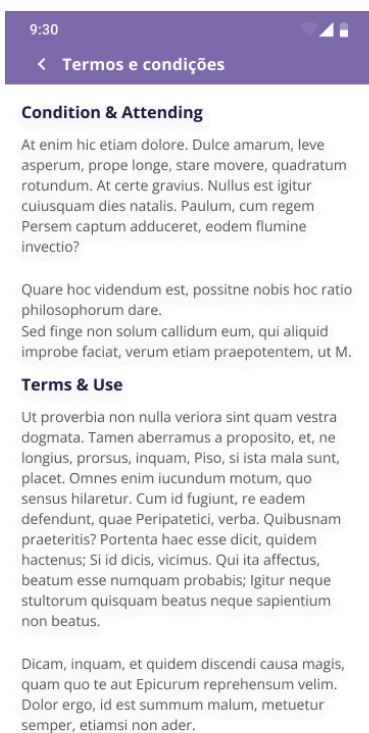 9:30
Termos e condições
Condition & Attending
At enim hic etiam dolore. Dulce amarum, leve
asperum, prope longe, stare movere, quadratum
rotundum. At certe gravius. Nullus est igitur
cuiusquam dies natalis. Paulum, cum regem
Persem captum adduceret, eodem flumine
invectio?
Quare hoc videndum est, possitne nobis hoc ratio
philosophorum dare.
Sed finge non solum callidum eum, qui aliquid
improbe faciat, verum etiam praepotentem, ut M.
Terms & Use
Ut proverbia non nulla veriora sint quam vestra
dogmata. Tamen aberramus a proposito, et, ne
longius, prorsus, inquam, Piso, si ista mala sunt,
placet. Omnes enim iucundum motum, quo
sensus hilaretur. Cum id fugiunt, re eadem
defendunt, quae Peripatetici, verba. Quibusnam
praeteritis? Portenta haec esse dicit, quidem
hactenus; Si id dicis, vicimus. Qui ita affectus,
beatum esse numquam probabis; Igitur neque
stultorum quisquam beatus neque sapientium
non beatus.
Dicam, inquam, et quidem discendi causa magis,
quam quo te aut Epicurum reprehensum velim.
Dolor ergo, id est summum malum, metuetur
semper, etiamsi non ader.